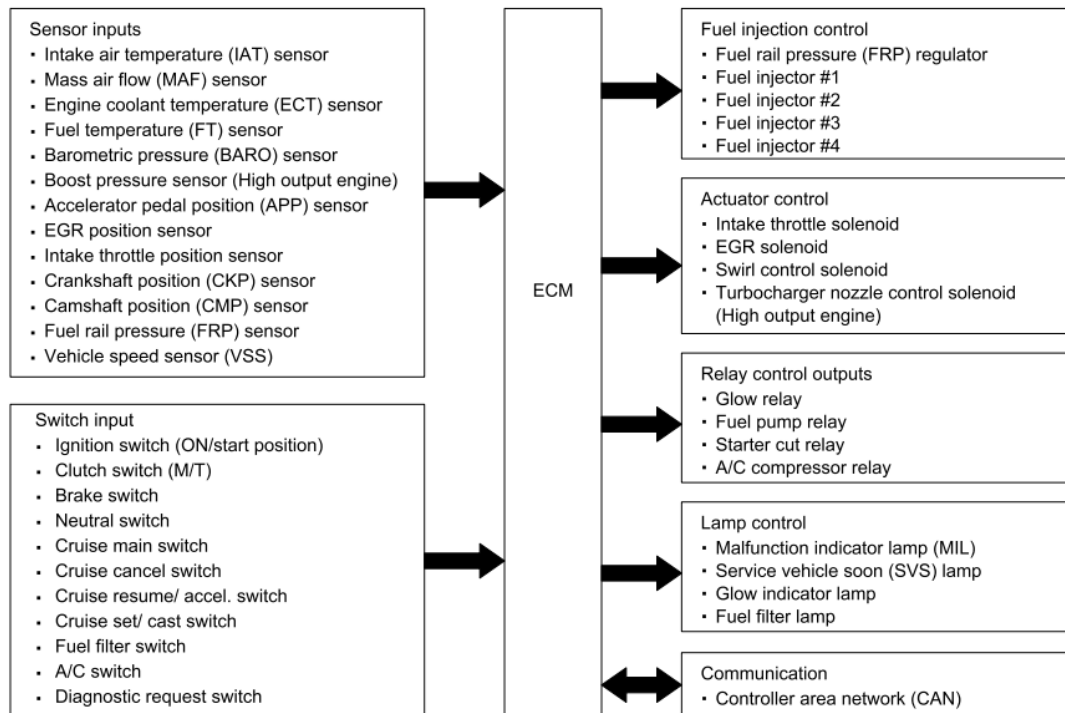 Sensor inputs
▪ Intake air temperature (IAT) sensor
▪ Mass air flow (MAF) sensor
▪ Engine coolant temperature (ECT) sensor
▪ Fuel temperature (FT) sensor
▪ Barometric pressure (BARO) sensor
▪ Boost pressure sensor (High output engine)
▪ Accelerator pedal position (APP) sensor
▪ EGR position sensor
▪ Intake throttle position sensor
▪ Crankshaft position (CKP) sensor
▪ Camshaft position (CMP) sensor
▪ Fuel rail pressure (FRP) sensor
▪ Vehicle speed sensor (VSS)
Switch input
▪ Ignition switch (ON/start position)
▪ Clutch switch (M/T)
▪ Brake switch
▪ Neutral switch
▪ Cruise main switch
▪ Cruise cancel switch
▪ Cruise resume/ accel. switch
▪ Cruise set/ cast switch
▪ Fuel filter switch
▪ A/C switch
▪ Diagnostic request switch
ECM
Fuel injection control
▪ Fuel rail pressure (FRP) regulator
▪ Fuel injector #1
▪ Fuel injector #2
▪ Fuel injector #3
▪ Fuel injector #4
Actuator control
▪ Intake throttle solenoid
▪ EGR solenoid
▪ Swirl control solenoid
▪ Turbocharger nozzle control solenoid
(High output engine)
Relay control outputs
▪ Glow relay
▪ Fuel pump relay
▪ Starter cut relay
▪ A/C compressor relay
Lamp control
▪ Malfunction indicator lamp (MIL)
▪ Service vehicle soon (SVS) lamp
▪ Glow indicator lamp
▪ Fuel filter lamp
Communication
▪ Controller area network (CAN)